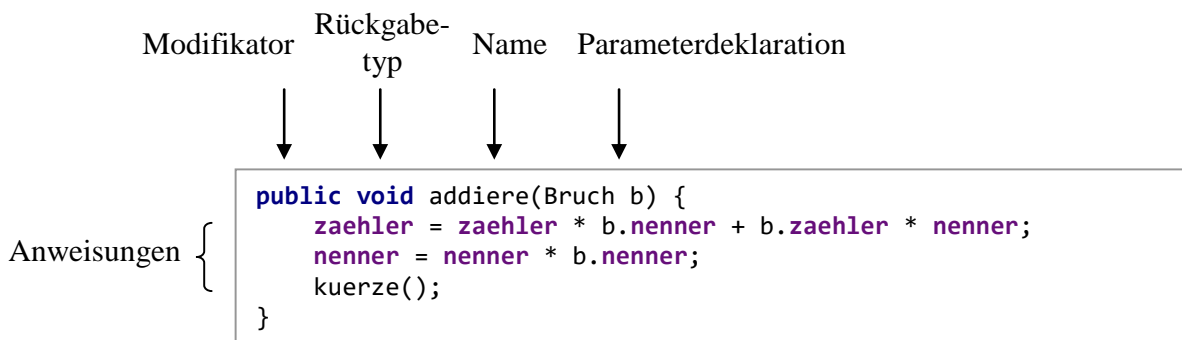 Modifikator Rückgabe-
typ Name Parameterdeklaration
public void addiere(Bruch b) {
zaehler = zaehler * b.nenner + b.zaehler * nenner;
Anweisungen { nenner = nenner * b.nenner;
kuerze();
}